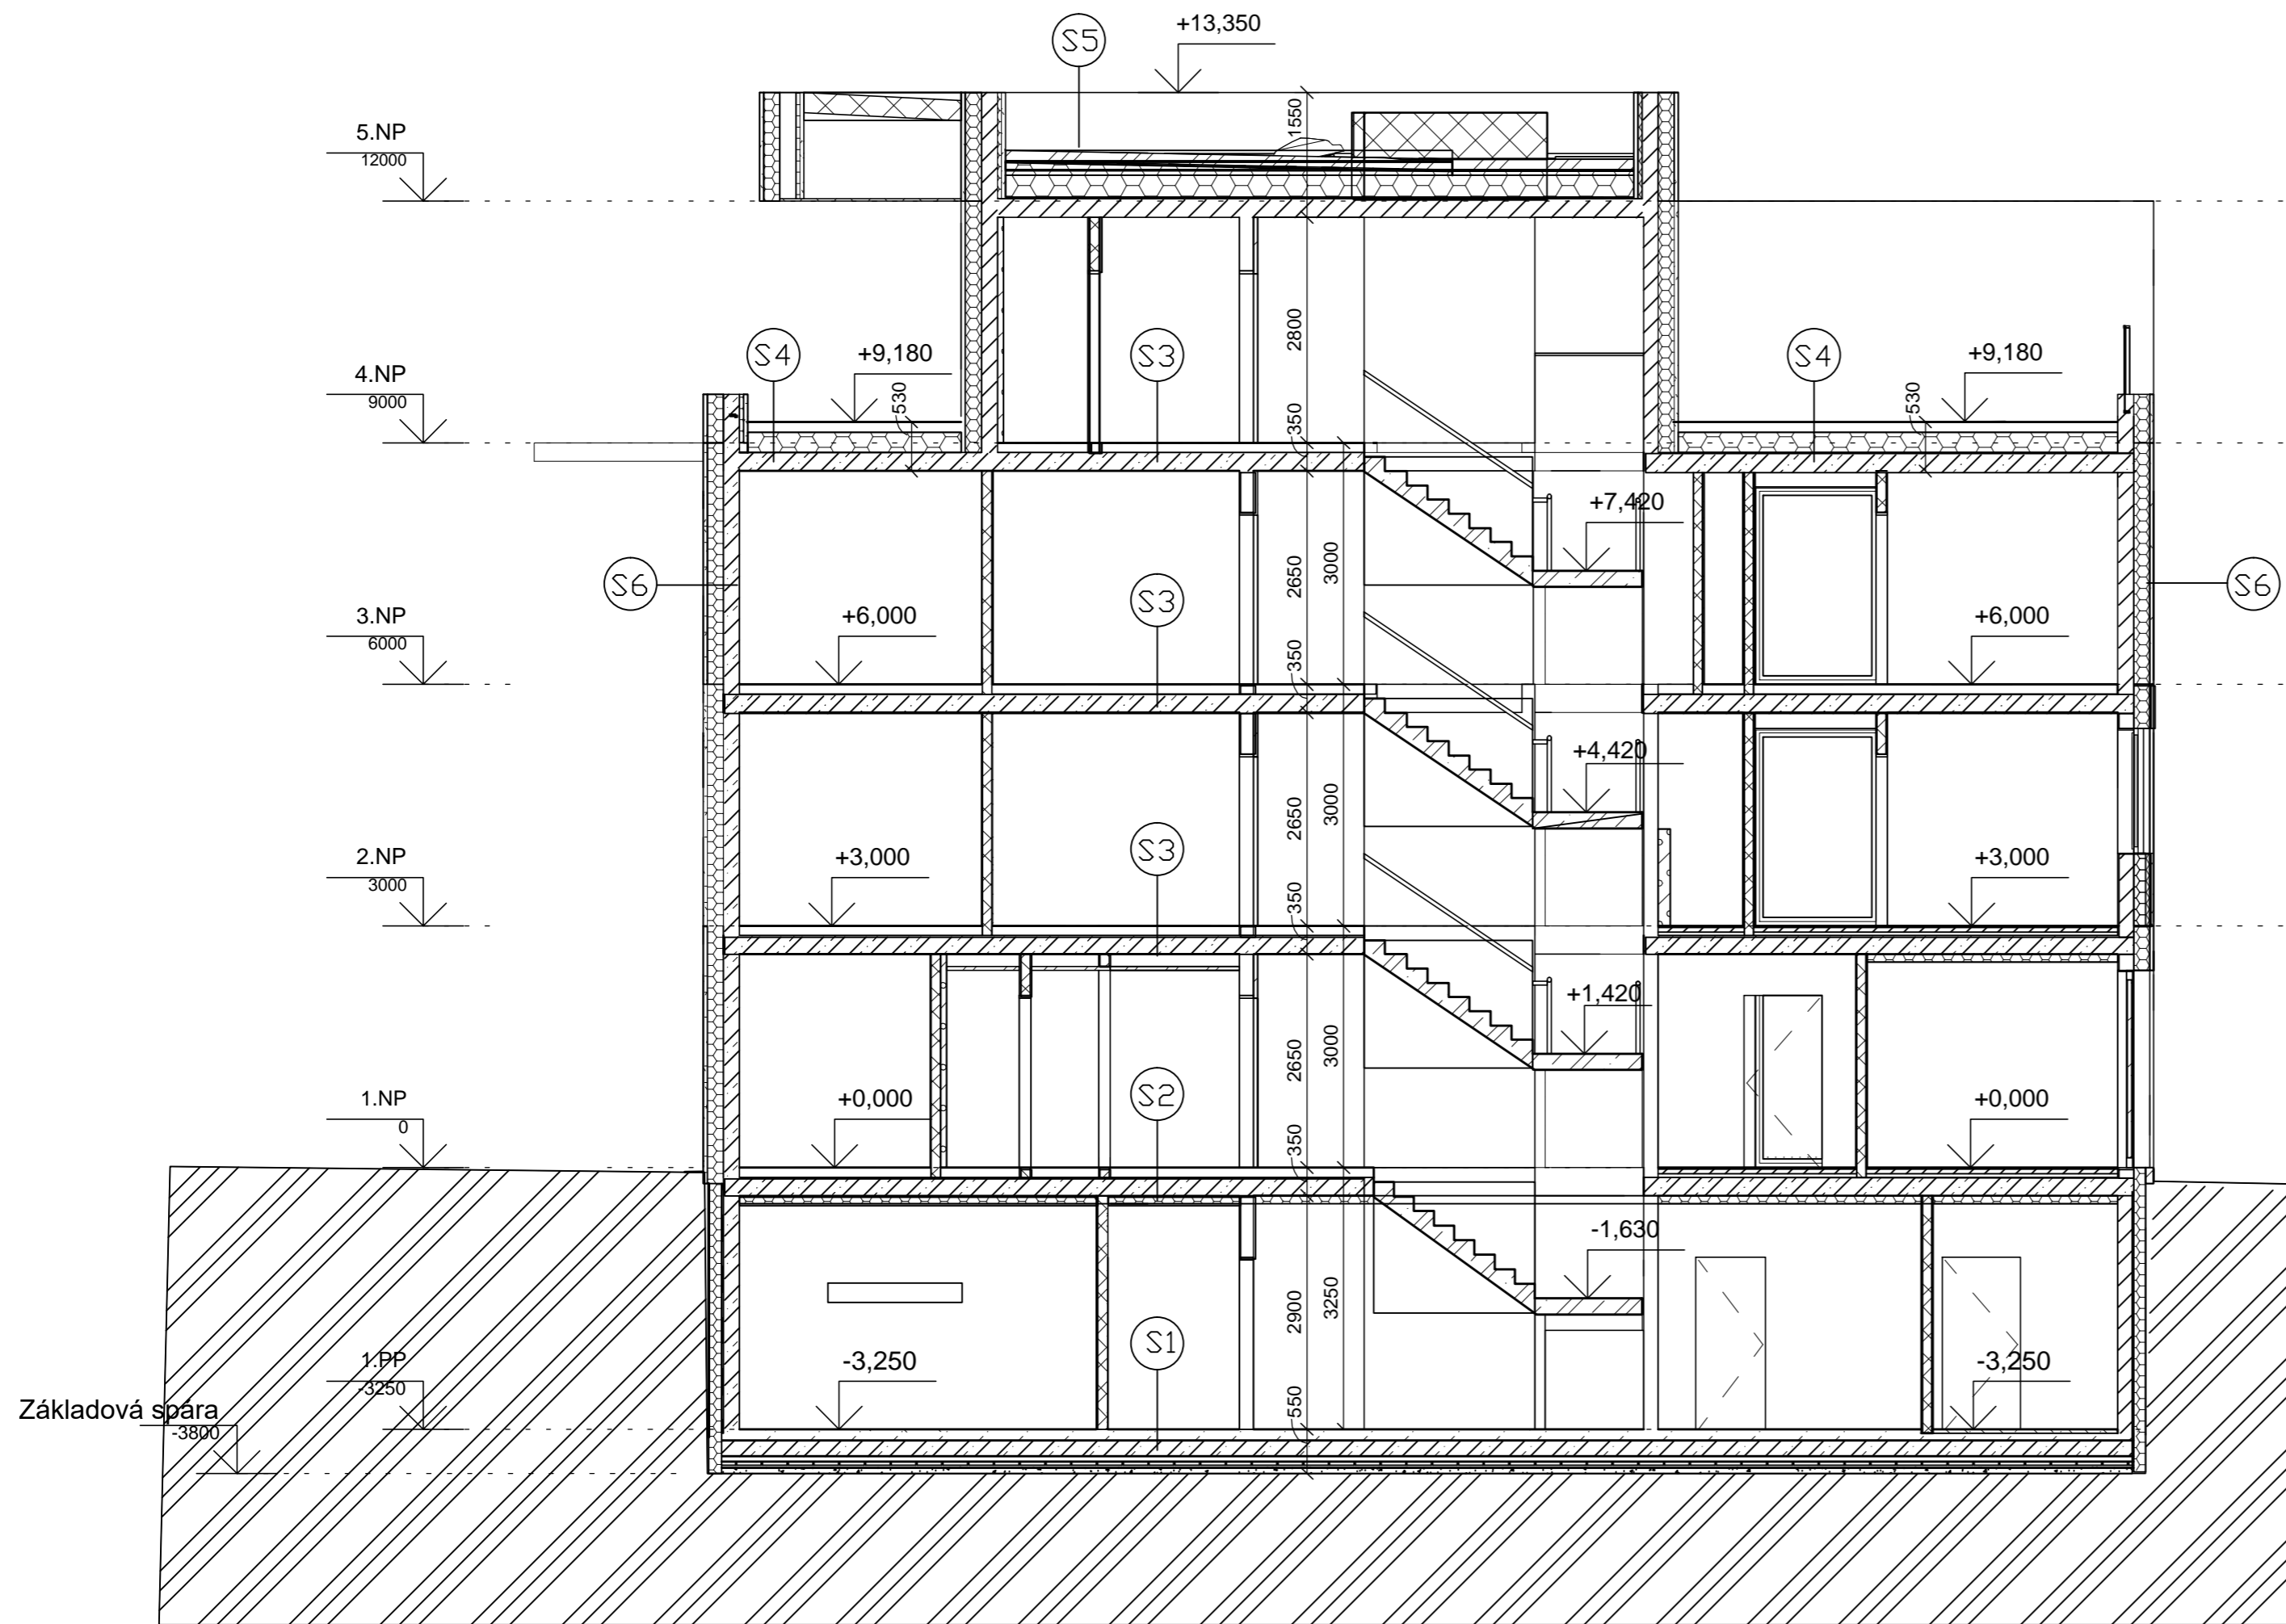 S5
+13,350
5.NP
12000
1550
4.NP
9000
S4
+9,180
530
S3
2800
350
S4
+9,180
530
+7,420
S6
2650
3000
S3
S6
3.NP
6000
+6,000
350
+6,000
+4,420
2650
3000
S3
2.NP
3000
+3,000
350
+3,000
+1,420
2650
3000
S2
1.NP
0
+0,000
350
+0,000
-1,630
2900
3250
S1
1.PP
-3250
-3,250
-3,250
Základová spára
-3800
550